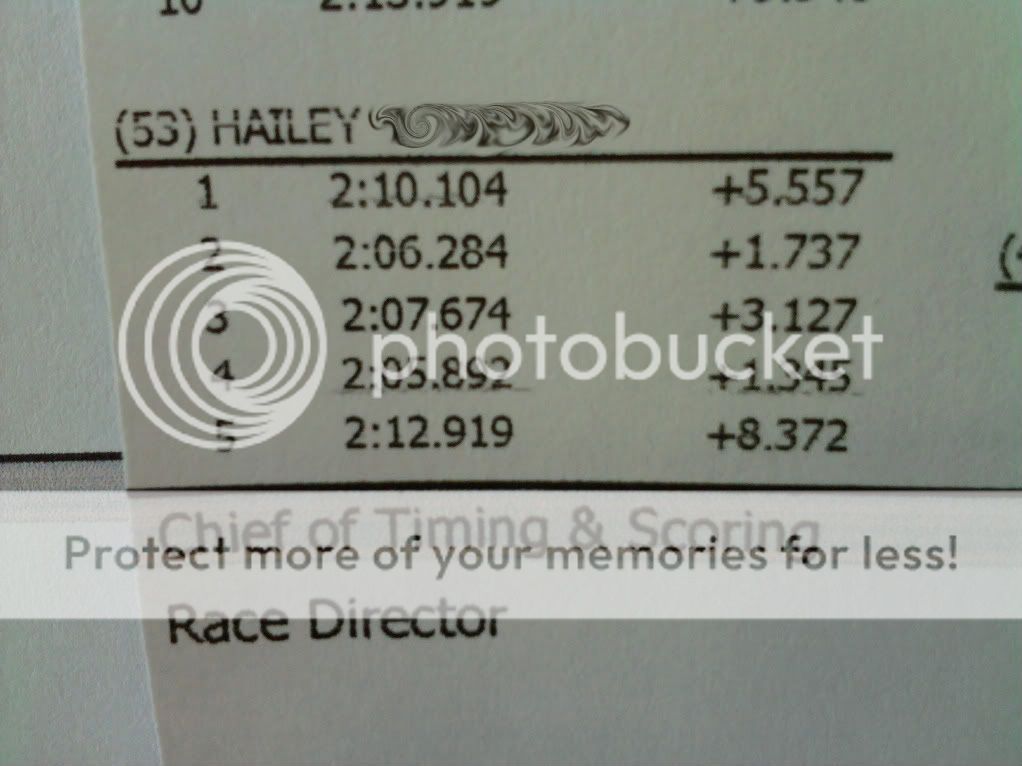 (53) HAILEY
1 2:10.104 +5.557
2 2:06.284 +1.737
3 2:07.674 +3.127
4 2:05.892 +1.345
5 2:12.919 +8.372
photobucket
Chief of Timing & Scoring
Protect more of your memories for less!
Race Director